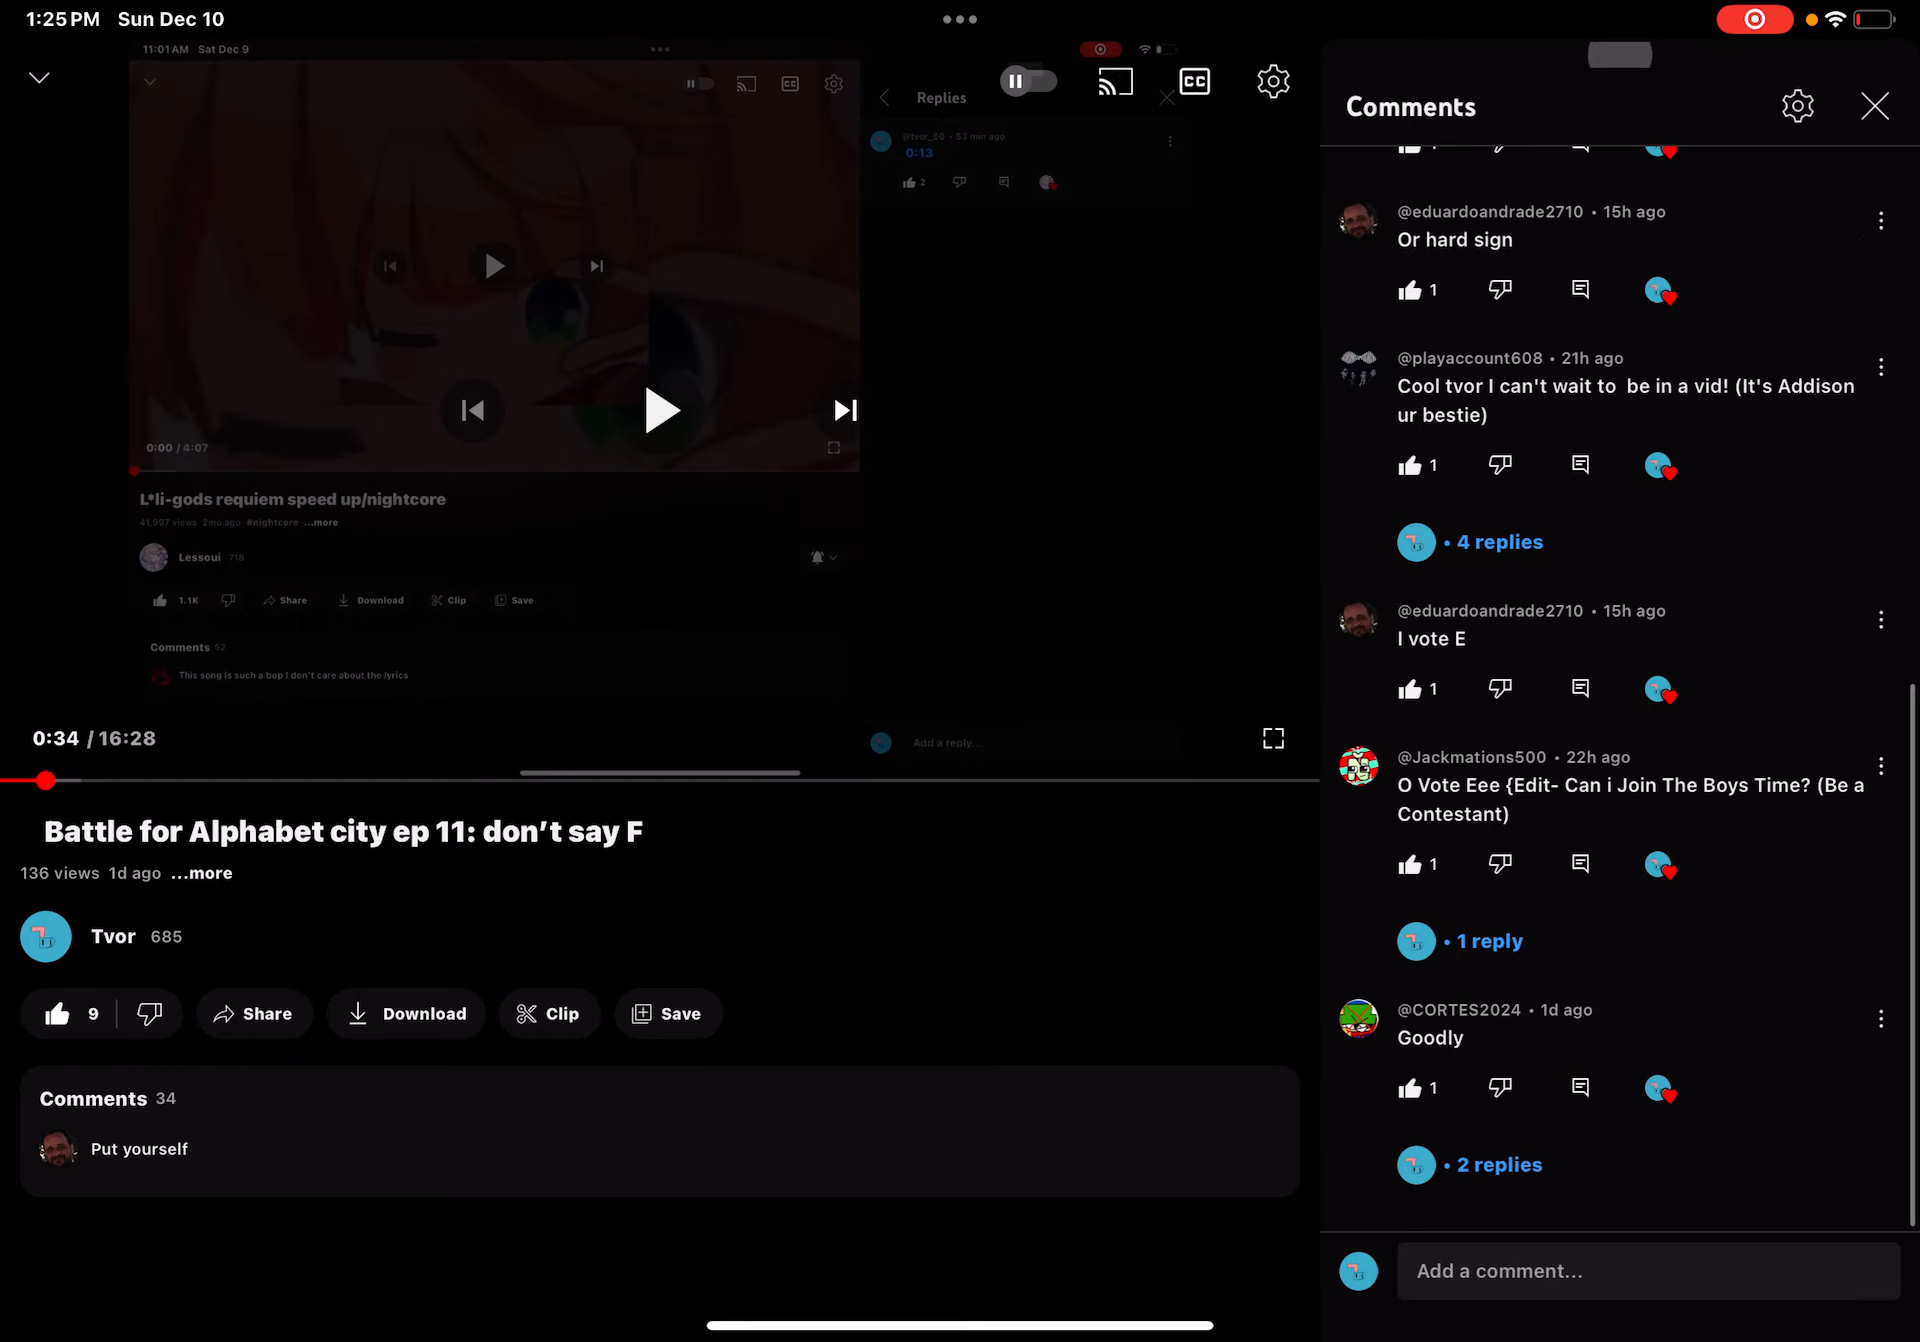 1:25 PM Sun Dec 10
11:01 AM Sat Dec 9
CC
CC
Replies
@tvor_50 • 53 min ago
0:13
2
0:00 / 4:07
L*li-gods requiem speed up/nightcore
41,997 views 2mo ago #nightcore ...more
Lessoui 718
1.1K Share Download Clip Save
Comments 52
This song is such a bop I don't care about the lyrics
Add a reply...
0:34 / 16:28
Battle for Alphabet city ep 11: don't say F
136 views 1d ago ...more
Tvor 685
9 Share Download Clip Save
Comments 34
Put yourself
Comments
@eduardoandrade2710 • 15h ago
Or hard sign
1
@playaccount608 • 21h ago
Cool tvor I can't wait to be in a vid! (It's Addison
ur bestie)
1
• 4 replies
@eduardoandrade2710 • 15h ago
I vote E
1
@Jackmations500 • 22h ago
O Vote Eee {Edit- Can i Join The Boys Time? (Be a
Contestant)
1
• 1 reply
@CORTES2024 • 1d ago
Goodly
1
• 2 replies
Add a comment...